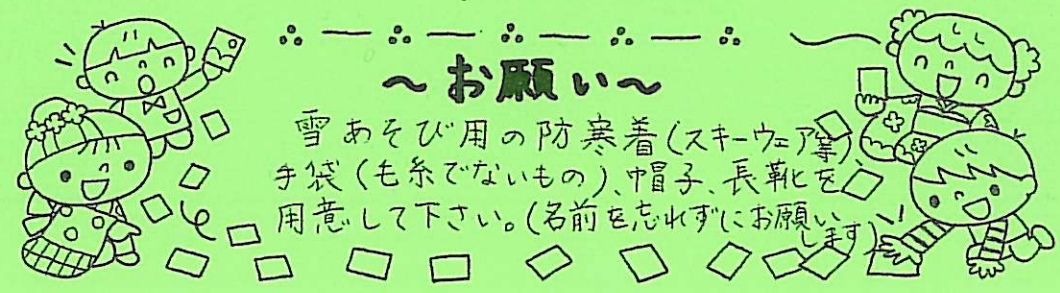 ～お願い～
雪あそび用の防寒着(スキーウェア等)、
手袋(毛糸でないもの)、帽子、長靴を
用意して下さい。(名前を忘れずにお願いします)